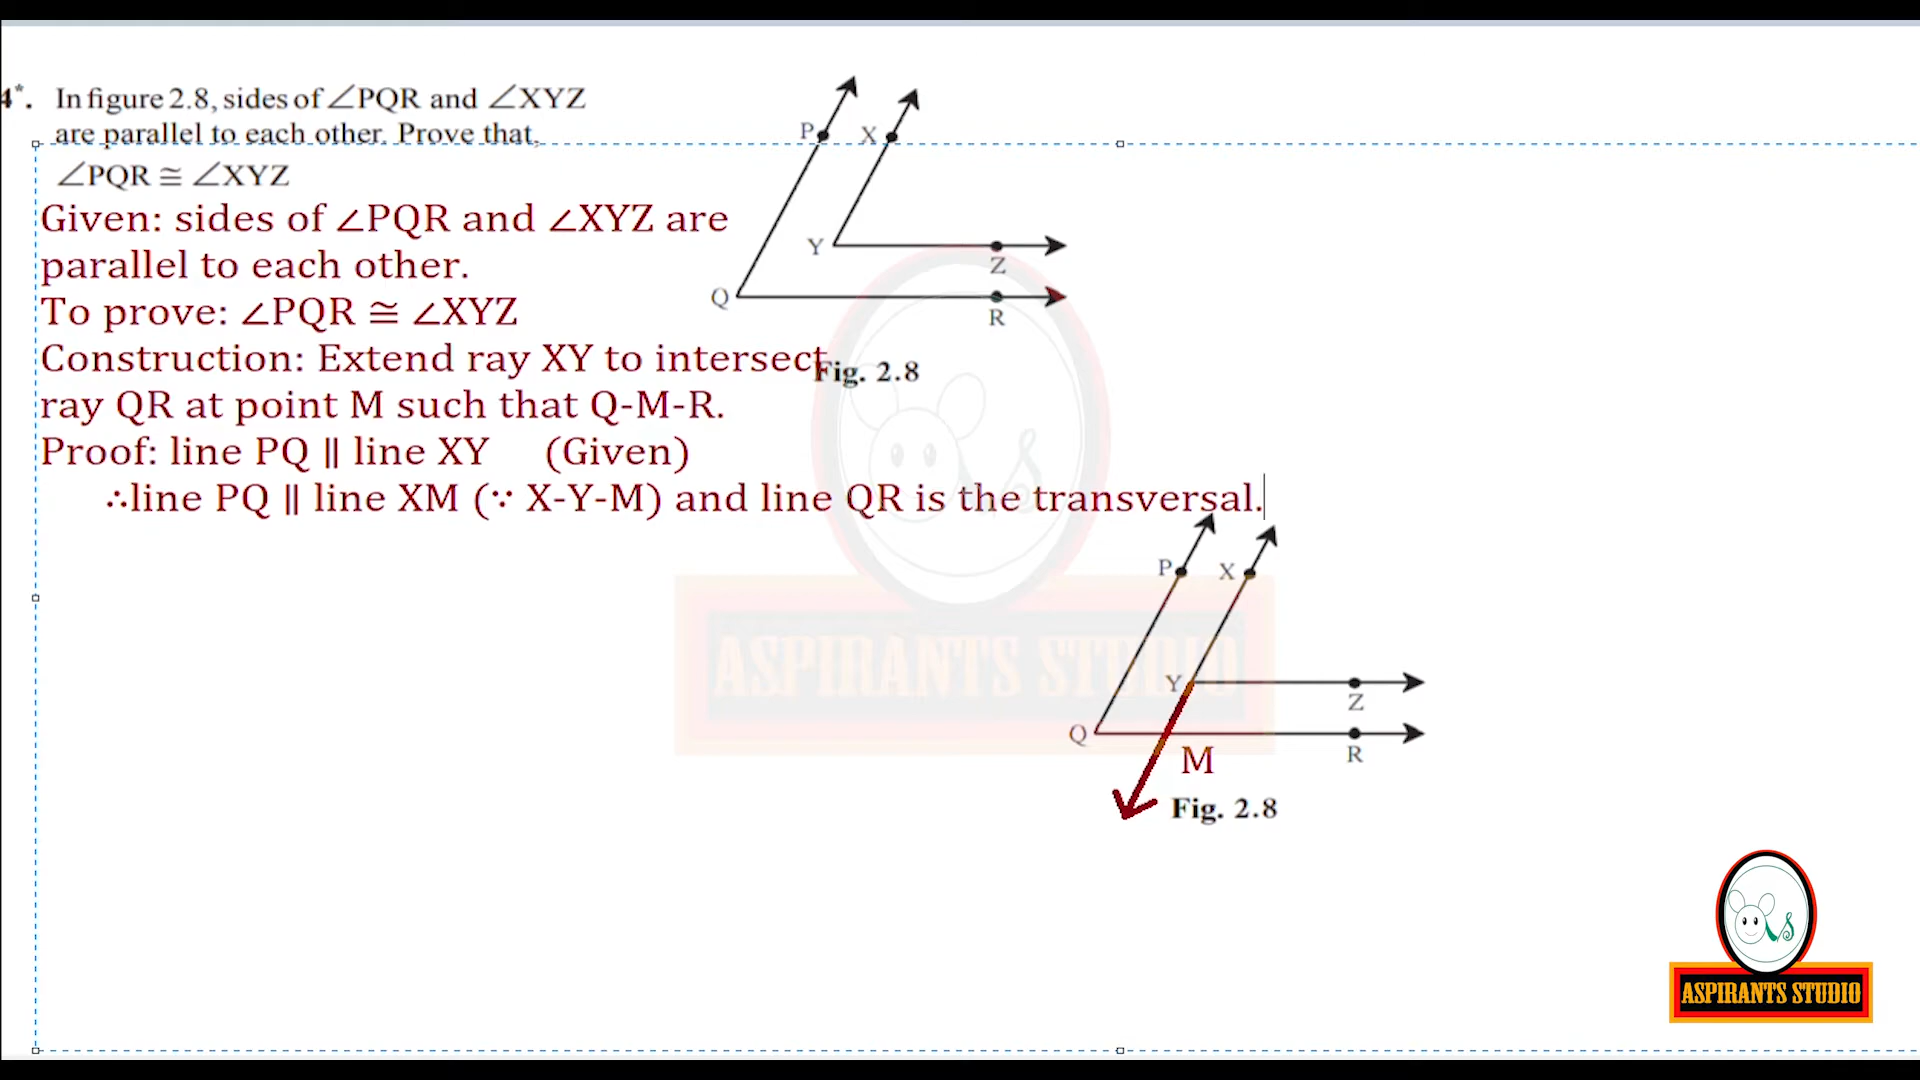 4*. In figure 2.8, sides of ∠PQR and ∠XYZ
are parallel to each other. Prove that,
∠PQR ≅ ∠XYZ
P
X
Y
Z
Q
R
Fig. 2.8
Given: sides of ∠PQR and ∠XYZ are
parallel to each other.
To prove: ∠PQR ≅ ∠XYZ
Construction: Extend ray XY to intersect
ray QR at point M such that Q-M-R.
Proof: line PQ ∥ line XY (Given)
∴line PQ ∥ line XM (∵ X-Y-M) and line QR is the transversal.
P
X
Y
Z
Q
M
R
Fig. 2.8
ASPIRANTS STUDIO
ASPIRANTS STUDIO